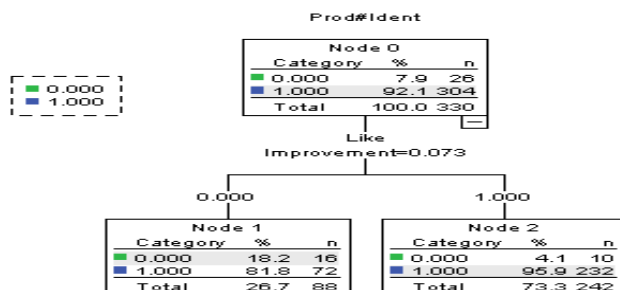 Prod#Ident
Node 0
Category % n
0.000 7.9 26
1.000 92.1 304
Total 100.0 330
0.000
1.000
Like
Improvement=0.073
0.000 1.000
Node 1
Category % n
0.000 18.2 16
1.000 81.8 72
Total 26.7 88
Node 2
Category % n
0.000 4.1 10
1.000 95.9 232
Total 73.3 242